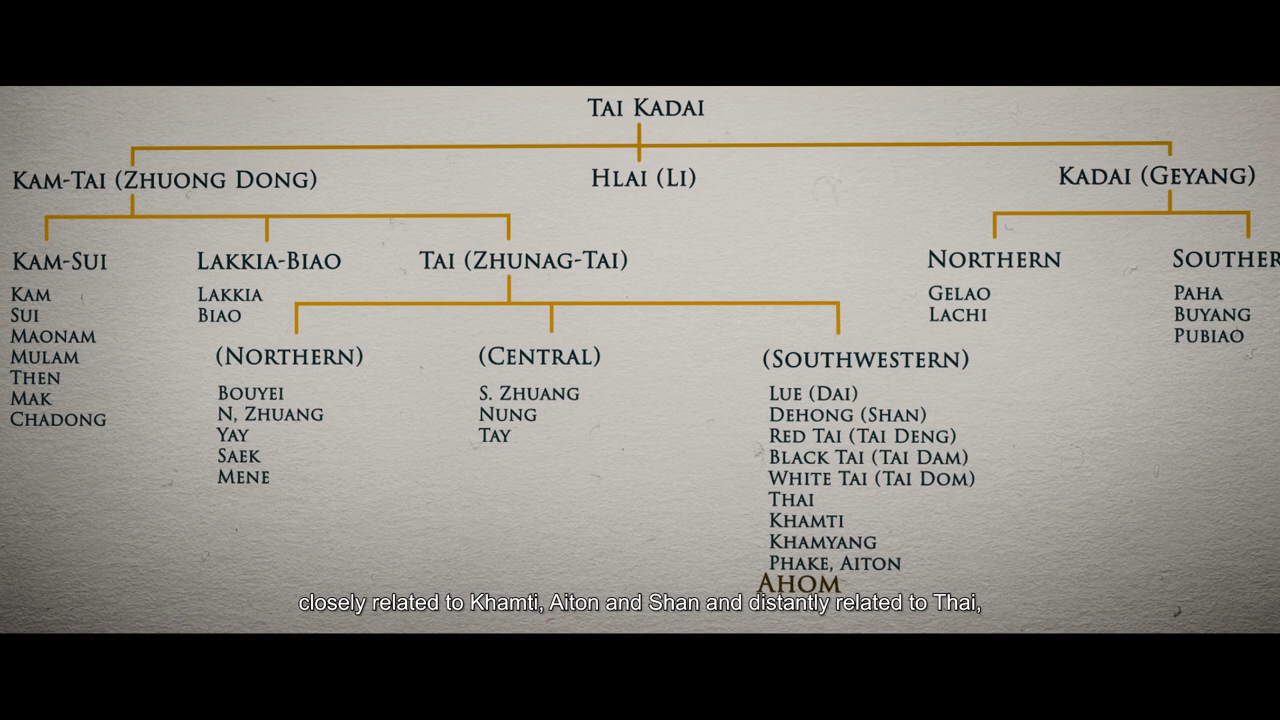 TAI KADAI
KAM-TAI (ZHUONG DONG)
HLAI (LI)
KADAI (GEYANG)
KAM-SUI
KAM
SUI
MAONAM
MULAM
THEN
MAK
CHADONG
LAKKIA-BIAO
LAKKIA
BIAO
TAI (ZHUNAG-TAI)
(NORTHERN)
BOUYEI
N, ZHUANG
YAY
SAEK
MENE
(CENTRAL)
S. ZHUANG
NUNG
TAY
(SOUTHWESTERN)
LUE (DAI)
DEHONG (SHAN)
RED TAI (TAI DENG)
BLACK TAI (TAI DAM)
WHITE TAI (TAI DOM)
THAI
KHAMTI
KHAMYANG
PHAKE, AITON
AHOM
NORTHERN
GELAO
LACHI
SOUTHER
PAHA
BUYANG
PUBIAO
closely related to Khamti, Aiton and Shan and distantly related to Thai,